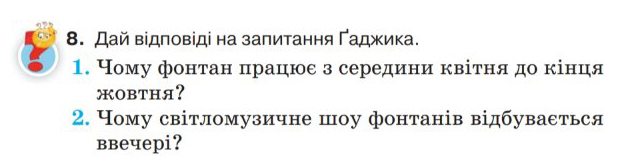 8. Дай відповіді на запитання Ґаджика.
1. Чому фонтан працює з середини квітня до кінця
жовтня?
2. Чому світломузичне шоу фонтанів відбувається
ввечері?